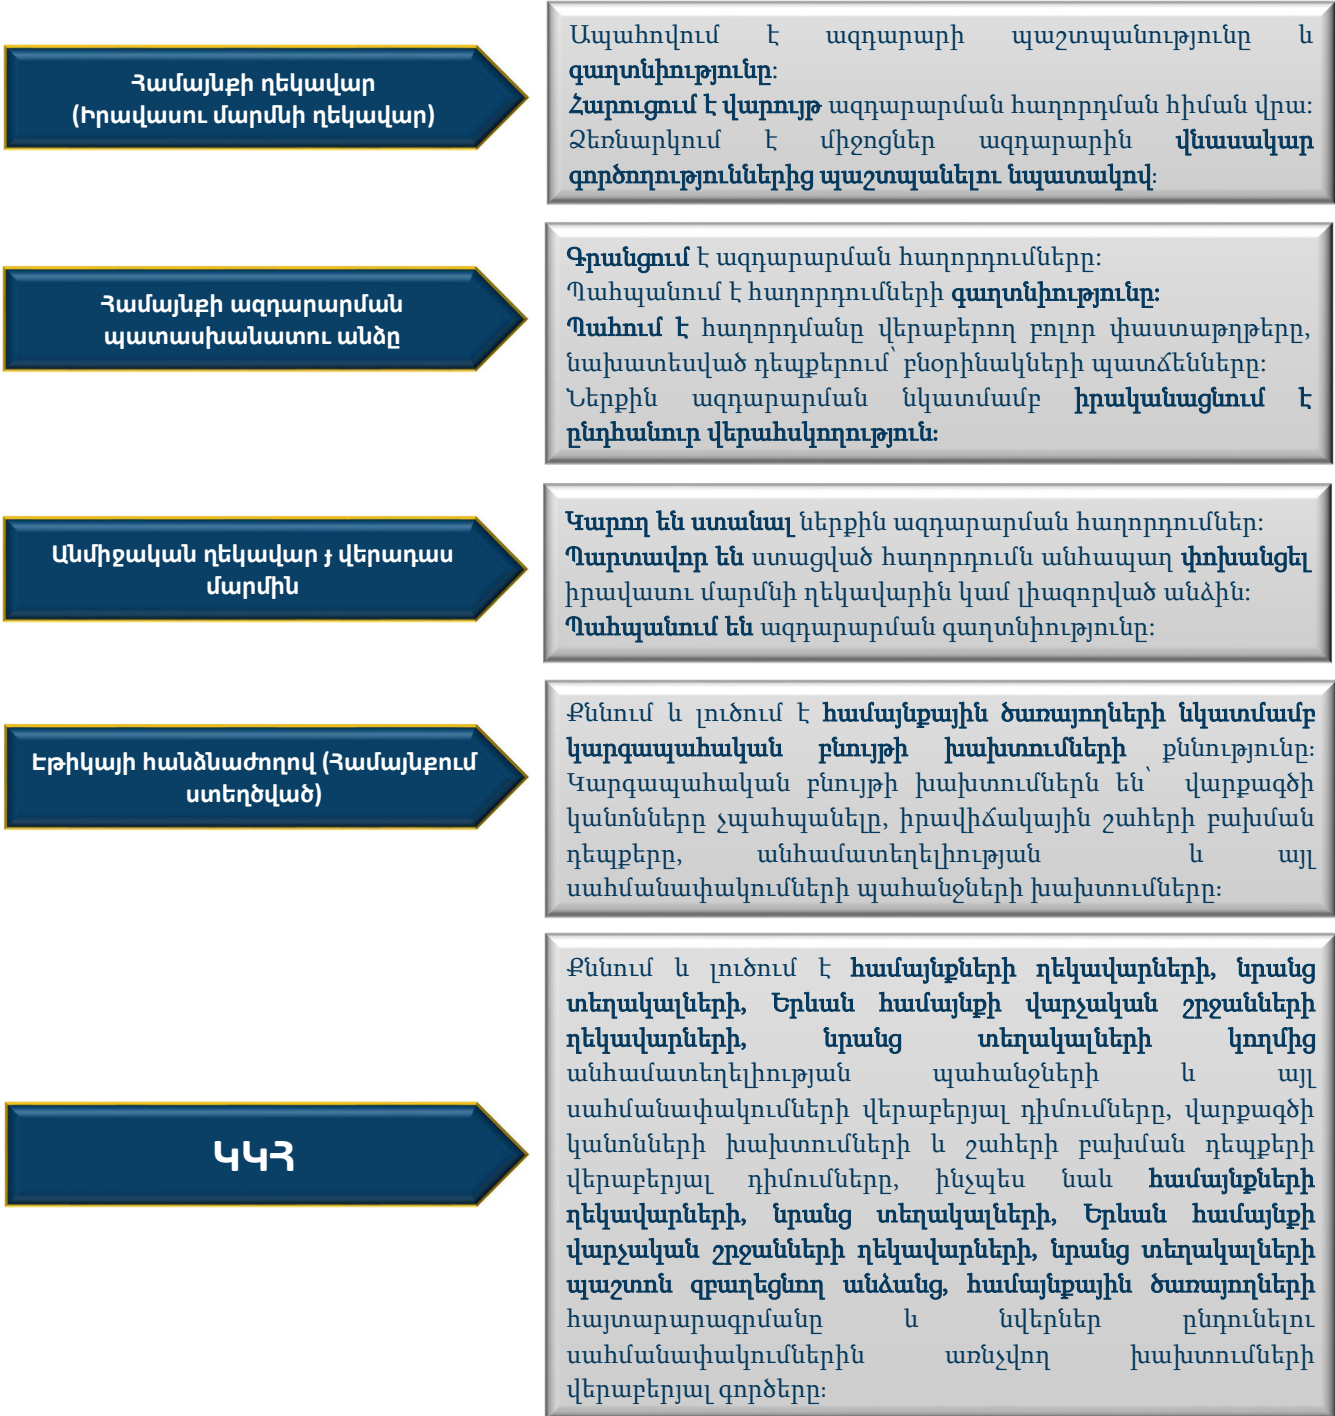 Համայնքի ղեկավար
(Իրավասու մարմնի ղեկավար)
Ապահովում է ազդարարի պաշտպանությունը և
գաղտնիությունը։
Հարուցում է վարույթ ազդարարման հաղորդման հիման վրա։
Ձեռնարկում է միջոցներ ազդարարին վնասակար
գործողություններից պաշտպանելու նպատակով։
Համայնքի ազդարարման
պատասխանատու անձը
Գրանցում է ազդարարման հաղորդումները։
Պահպանում է հաղորդումների գաղտնիությունը։
Պահում է հաղորդմանը վերաբերող բոլոր փաստաթղթերը,
նախատեսված դեպքերում՝ բնօրինակների պատճենները։
Ներքին ազդարարման նկատմամբ իրականացնում է
ընդհանուր վերահսկողություն։
Անմիջական ղեկավար յ վերադաս
մարմին
Կարող են ստանալ ներքին ազդարարման հաղորդումներ։
Պարտավոր են ստացված հաղորդումն անհապաղ փոխանցել
իրավասու մարմնի ղեկավարին կամ լիազորված անձին։
Պահպանում են ազդարարման գաղտնիությունը։
Էթիկայի հանձնաժողով (Համայնքում
ստեղծված)
Քննում և լուծում է համայնքային ծառայողների նկատմամբ
կարգապահական բնույթի խախտումների քննությունը։
Կարգապահական բնույթի խախտումներն են՝ վարքագծի
կանոնները չպահպանելը, իրավիճակային շահերի բախման
դեպքերը, անհամատեղելիության և այլ
սահմանափակումների պահանջների խախտումները։
ԿԿՀ
Քննում և լուծում է համայնքների ղեկավարների, նրանց
տեղակալների, Երևան համայնքի վարչական շրջանների
ղեկավարների, նրանց տեղակալների կողմից
անհամատեղելիության պահանջների և այլ
սահմանափակումների վերաբերյալ դիմումները, վարքագծի
կանոնների խախտումների և շահերի բախման դեպքերի
վերաբերյալ դիմումները, ինչպես նաև համայնքների
ղեկավարների, նրանց տեղակալների, Երևան համայնքի
վարչական շրջանների ղեկավարների, նրանց տեղակալների
պաշտոն զբաղեցնող անձանց, համայնքային ծառայողների
հայտարարագրմանը և նվերներ ընդունելու
սահմանափակումներին առնչվող խախտումների
վերաբերյալ գործերը։